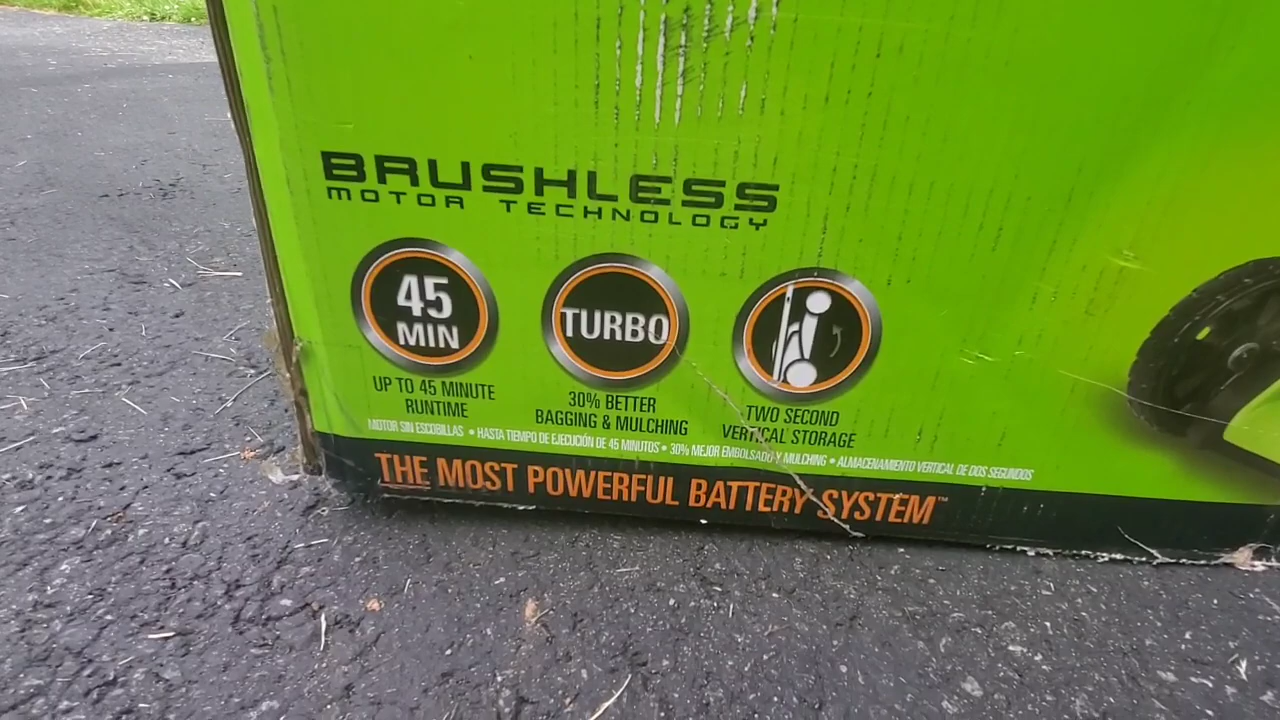 BRUSHLESS
MOTOR TECHNOLOGY
45
MIN
UP TO 45 MINUTE
RUNTIME
TURBO
30% BETTER
BAGGING & MULCHING
TWO SECOND
VERTICAL STORAGE
MOTOR SIN ESCOBILLAS • HASTA TIEMPO DE EJECUCIÓN DE 45 MINUTOS • 30% MEJOR EMBOLSADO Y MULCHING • ALMACENAMIENTO VERTICAL DE DOS SEGUNDOS
THE MOST POWERFUL BATTERY SYSTEM™